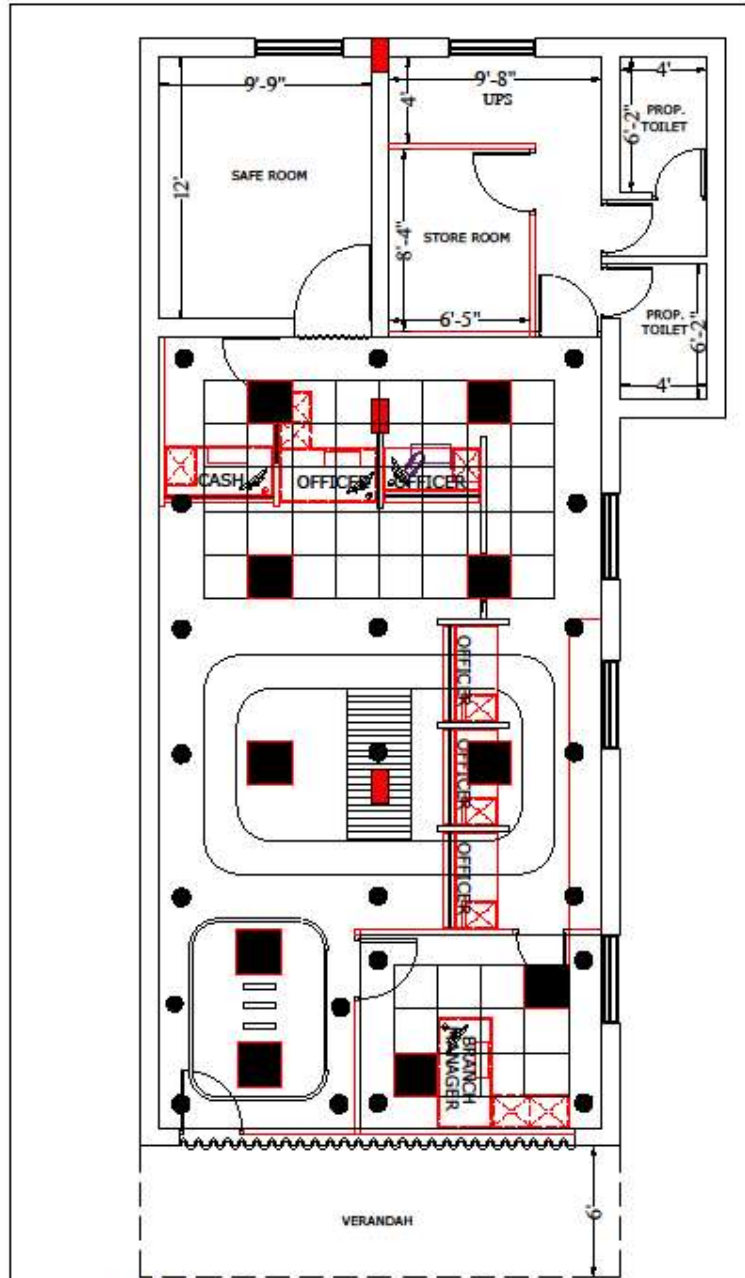 9'-9"
9'-8"
UPS
4'
4'
6'-2"
PROP.
TOILET
12'
SAFE ROOM
8'-4"
STORE ROOM
6'-5"
PROP.
TOILET
6'-2"
4'
CASH
OFFICER
OFFICER
OFFICER
OFFICER
OFFICER
BRANCH
MANAGER
VERANDAH
6'